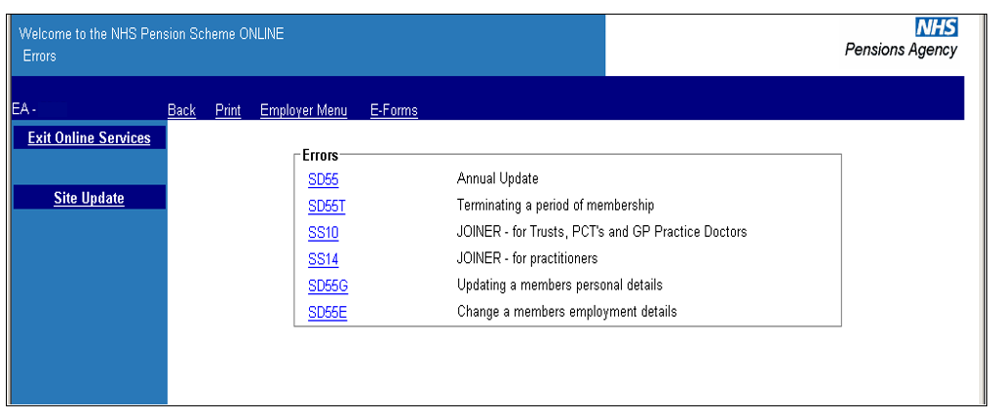 Welcome to the NHS Pension Scheme ONLINE
Errors
NHS
Pensions Agency
EA -
Back Print Employer Menu E-Forms
Exit Online Services
Site Update
Errors
SD55 Annual Update
SD55T Terminating a period of membership
SS10 JOINER - for Trusts, PCT's and GP Practice Doctors
SS14 JOINER - for practitioners
SD55G Updating a members personal details
SD55E Change a members employment details